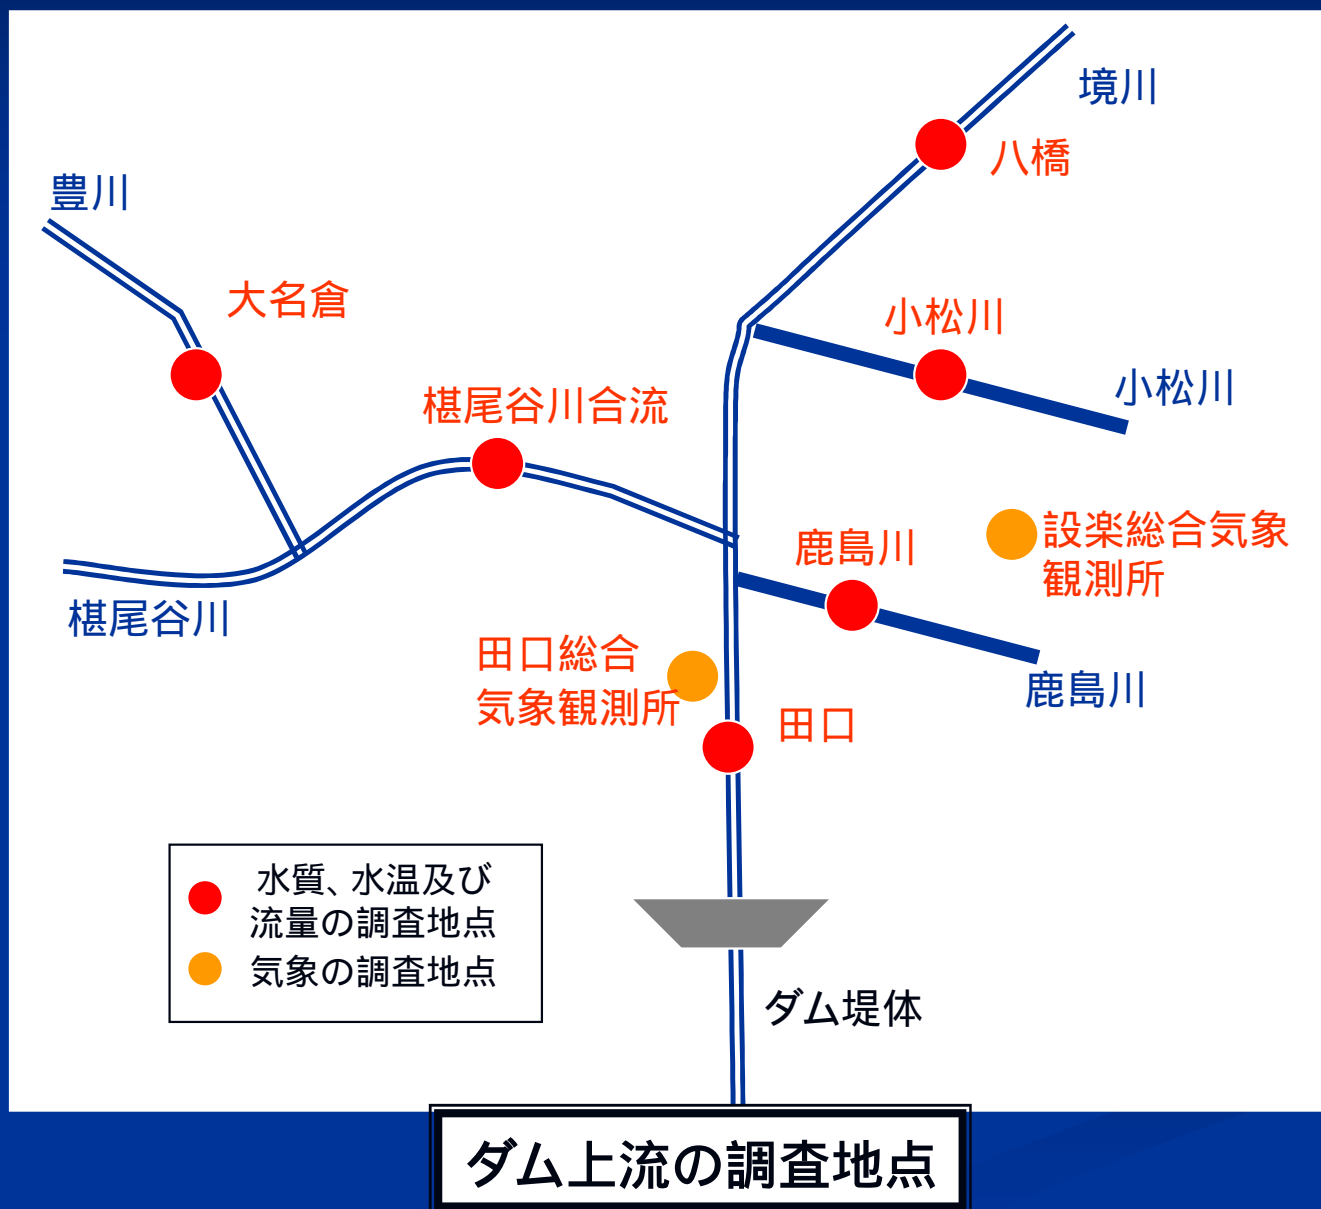 境川
八橋
豊川
大名倉
小松川
小松川
椹尾谷川合流
設楽総合気象
観測所
鹿島川
椹尾谷川
田口総合
気象観測所
鹿島川
田口
水質、水温及び
流量の調査地点
気象の調査地点
ダム堤体
ダム上流の調査地点